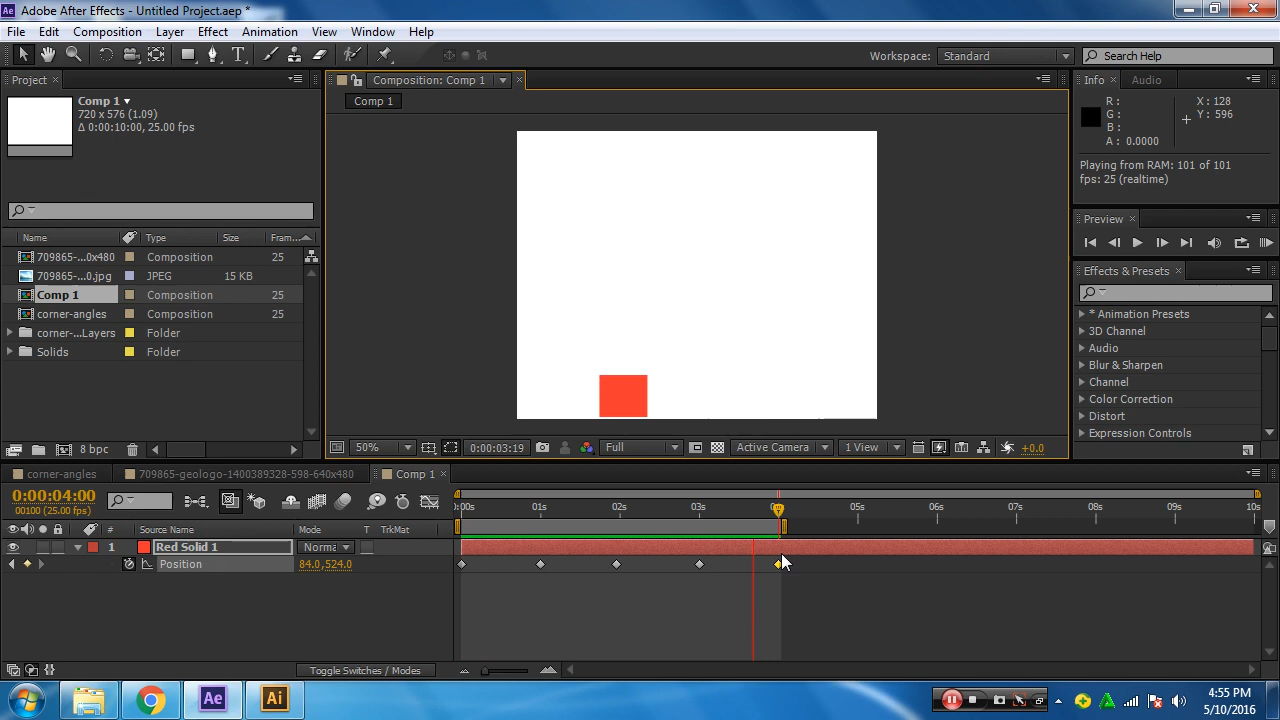 Ae Adobe After Effects - Untitled Project.aep *
File Edit Composition Layer Effect Animation View Window Help
Workspace: Standard Search Help
Project
Comp 1
720 x 576 (1.09)
Δ 0:00:10:00, 25.00 fps
Name Type Size Fram...
709865-...0x480 Composition 25
709865-...0.jpg JPEG 15 KB
Comp 1 Composition 25
corner-angles Composition 25
corner-...Layers Folder
Solids Folder
8 bpc
Composition: Comp 1
Comp 1
50% 0:00:03:19 Full Active Camera 1 View +0.0
Info Audio
R :
G :
B :
A : 0.0000
X : 128
Y : 596
Playing from RAM: 101 of 101
fps: 25 (realtime)
Preview
Effects & Presets
* Animation Presets
3D Channel
Audio
Blur & Sharpen
Channel
Color Correction
Distort
Expression Controls
corner-angles 709865-geologo-1400389328-598-640x480 Comp 1
0:00:04:00
00100 (25.00 fps)
:00s 01s 02s 03s 05s 06s 07s 08s 09s 10s
# Source Name Mode T TrkMat
1 Red Solid 1 Norma
Position 84.0,524.0
Toggle Switches / Modes
Ae Ai
4:55 PM
5/10/2016